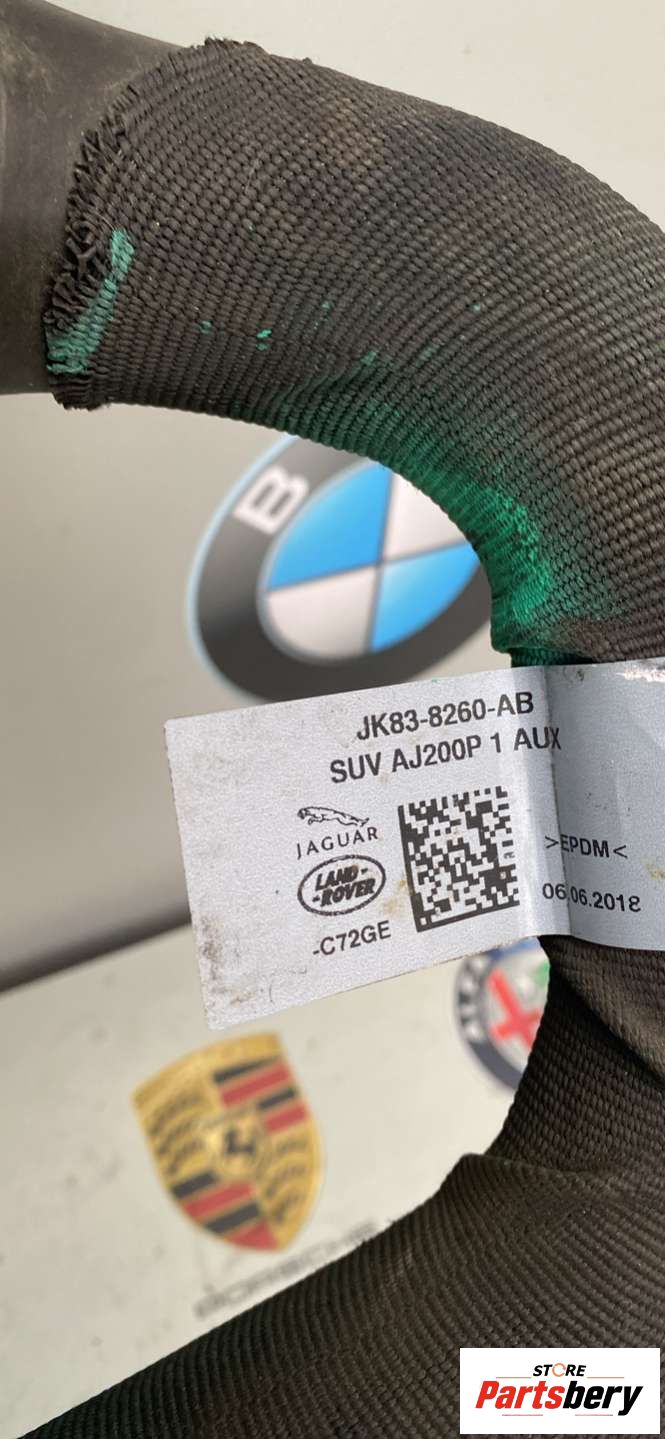 B
JK83-8260-AB
SUV AJ200P 1 AUX
JAGUAR
LAND-
-ROVER
>EPDM<
06.06.2018
-C72GE
STORE
Partsbery